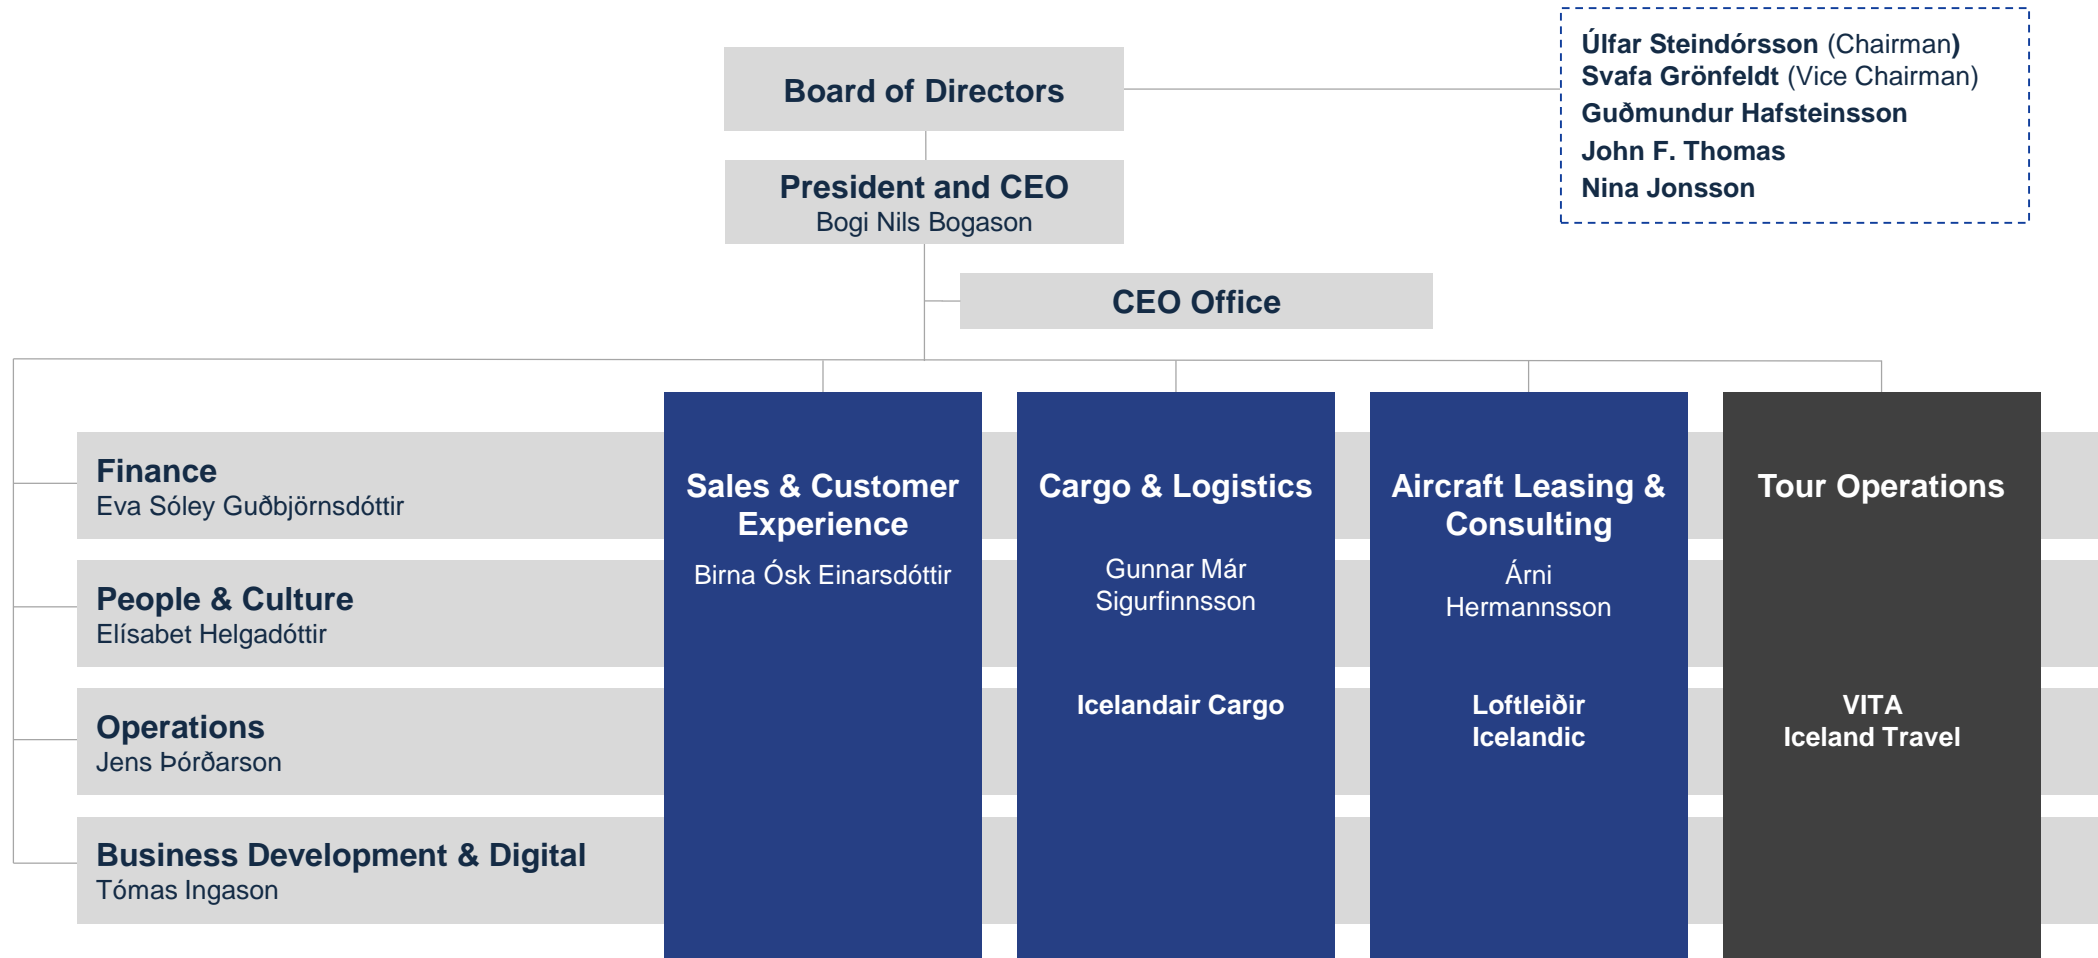 Board of Directors
Úlfar Steindórsson (Chairman)
Svafa Grönfeldt (Vice Chairman)
Guðmundur Hafsteinsson
John F. Thomas
Nina Jonsson
President and CEO
Bogi Nils Bogason
CEO Office
Finance
Eva Sóley Guðbjörnsdóttir
People & Culture
Elísabet Helgadóttir
Operations
Jens Þórðarson
Business Development & Digital
Tómas Ingason
Sales & Customer
Experience
Birna Ósk Einarsdóttir
Cargo & Logistics
Gunnar Már
Sigurfinnsson
Icelandair Cargo
Aircraft Leasing &
Consulting
Árni
Hermannsson
Loftleiðir
Icelandic
Tour Operations
VITA
Iceland Travel